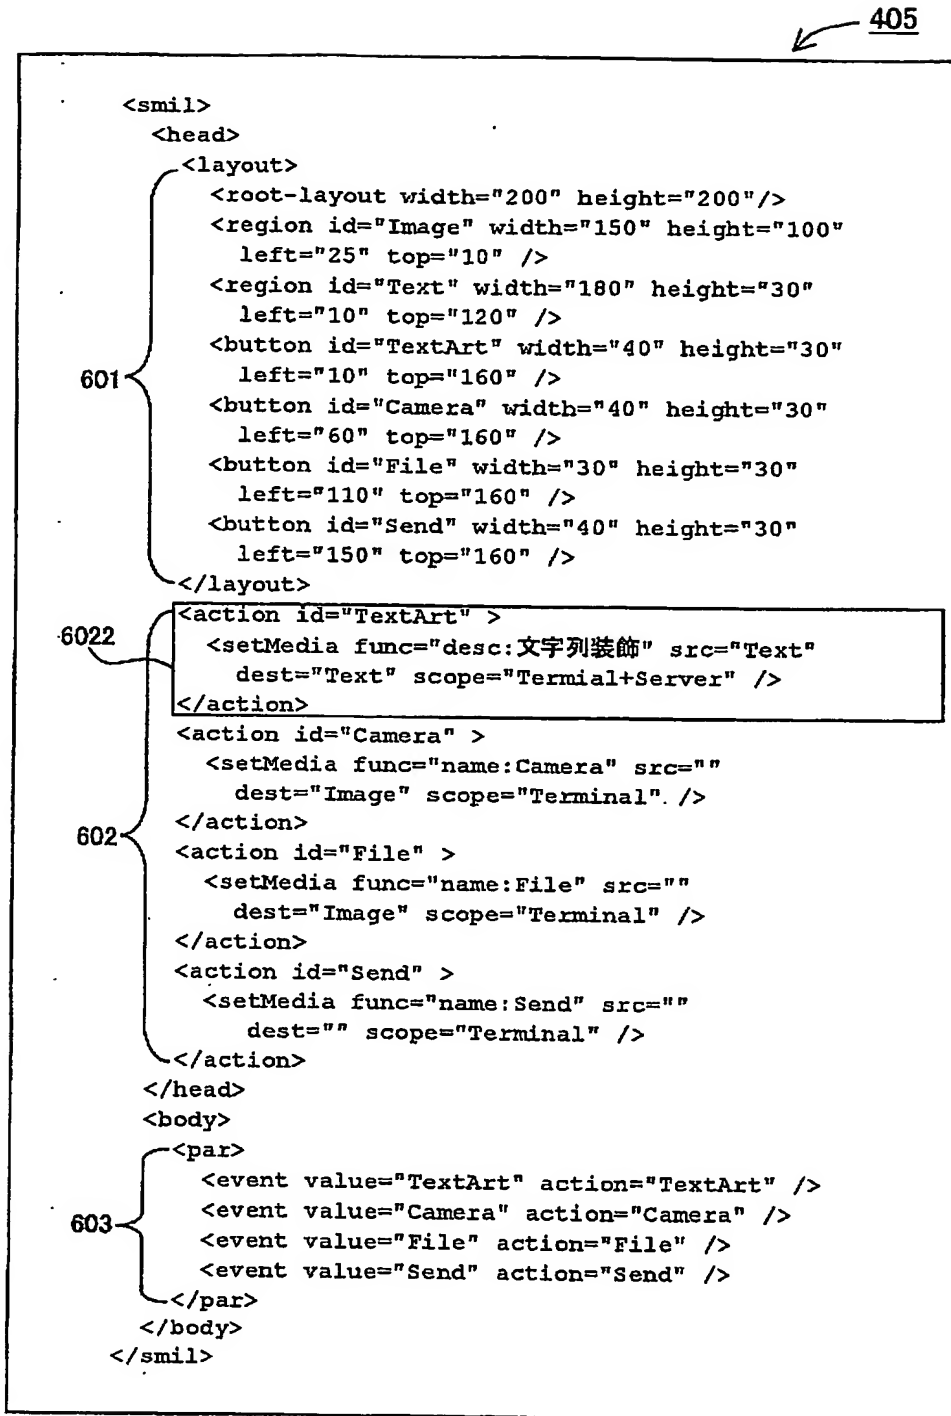 405
<smil>
<head>
<layout>
<root-layout width="200" height="200"/>
<region id="Image" width="150" height="100"
left="25" top="10" />
<region id="Text" width="180" height="30"
left="10" top="120" />
<button id="TextArt" width="40" height="30"
left="10" top="160" />
601
<button id="Camera" width="40" height="30"
left="60" top="160" />
<button id="File" width="30" height="30"
left="110" top="160" />
<button id="Send" width="40" height="30"
left="150" top="160" />
</layout>
<action id="TextArt" >
6022
<setMedia func="desc:文字列装飾" src="Text"
dest="Text" scope="Termial+Server" />
</action>
<action id="Camera" >
<setMedia func="name:Camera" src=""
dest="Image" scope="Terminal". />
</action>
602
<action id="File" >
<setMedia func="name:File" src=""
dest="Image" scope="Terminal" />
</action>
<action id="Send" >
<setMedia func="name:Send" src=""
dest="" scope="Terminal" />
</action>
</head>
<body>
<par>
<event value="TextArt" action="TextArt" />
<event value="Camera" action="Camera" />
603
<event value="File" action="File" />
<event value="Send" action="Send" />
</par>
</body>
</smil>